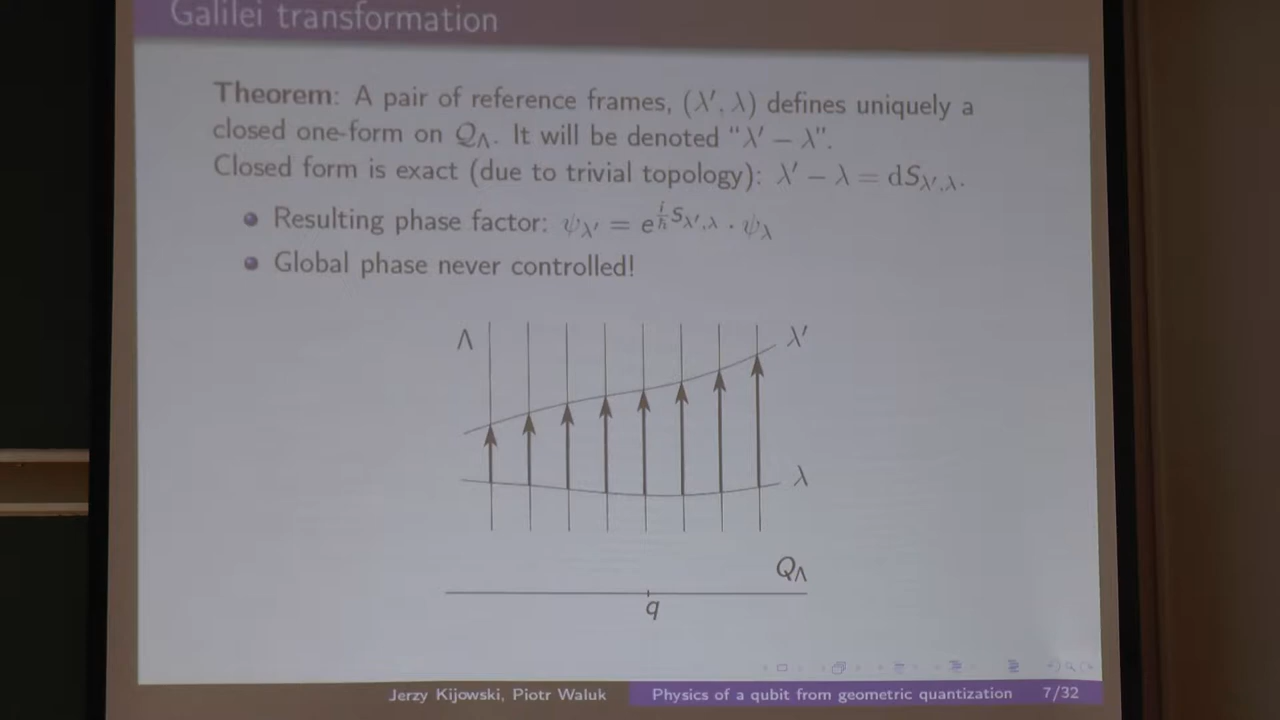 Galilei transformation
Theorem: A pair of reference frames, (λ′, λ) defines uniquely a
closed one-form on Q_Λ. It will be denoted “λ′ − λ”.
Closed form is exact (due to trivial topology): λ′ − λ = dS_{λ′,λ}.
Resulting phase factor: ψ_{λ′} = e^{\frac{i}{ħ}S_{λ′,λ}} · ψ_λ
Global phase never controlled!
Λ
λ′
λ
Q_Λ
q
Jerzy Kijowski, Piotr Waluk
Physics of a qubit from geometric quantization
7/32